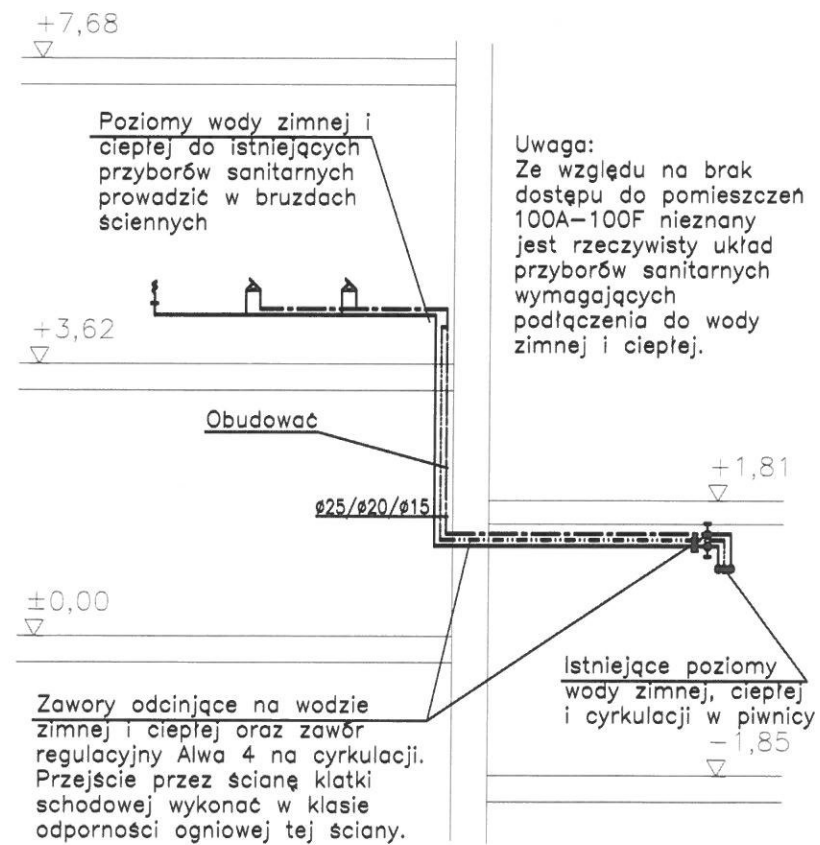 +7,68
Poziomy wody zimnej i
ciepłej do istniejących
przyborów sanitarnych
prowadzić w bruzdach
ściennych
Uwaga:
Ze względu na brak
dostępu do pomieszczeń
100A-100F nieznany
jest rzeczywisty układ
przyborów sanitarnych
wymagających
podłączenia do wody
zimnej i ciepłej.
+3,62
Obudować
+1,81
ø25/ø20/ø15
±0,00
Istniejące poziomy
wody zimnej, ciepłej
i cyrkulacji w piwnicy
-1,85
Zawory odcinjące na wodzie
zimnej i ciepłej oraz zawór
regulacyjny Alwa 4 na cyrkulacji.
Przejście przez ścianę klatki
schodowej wykonać w klasie
odporności ogniowej tej ściany.